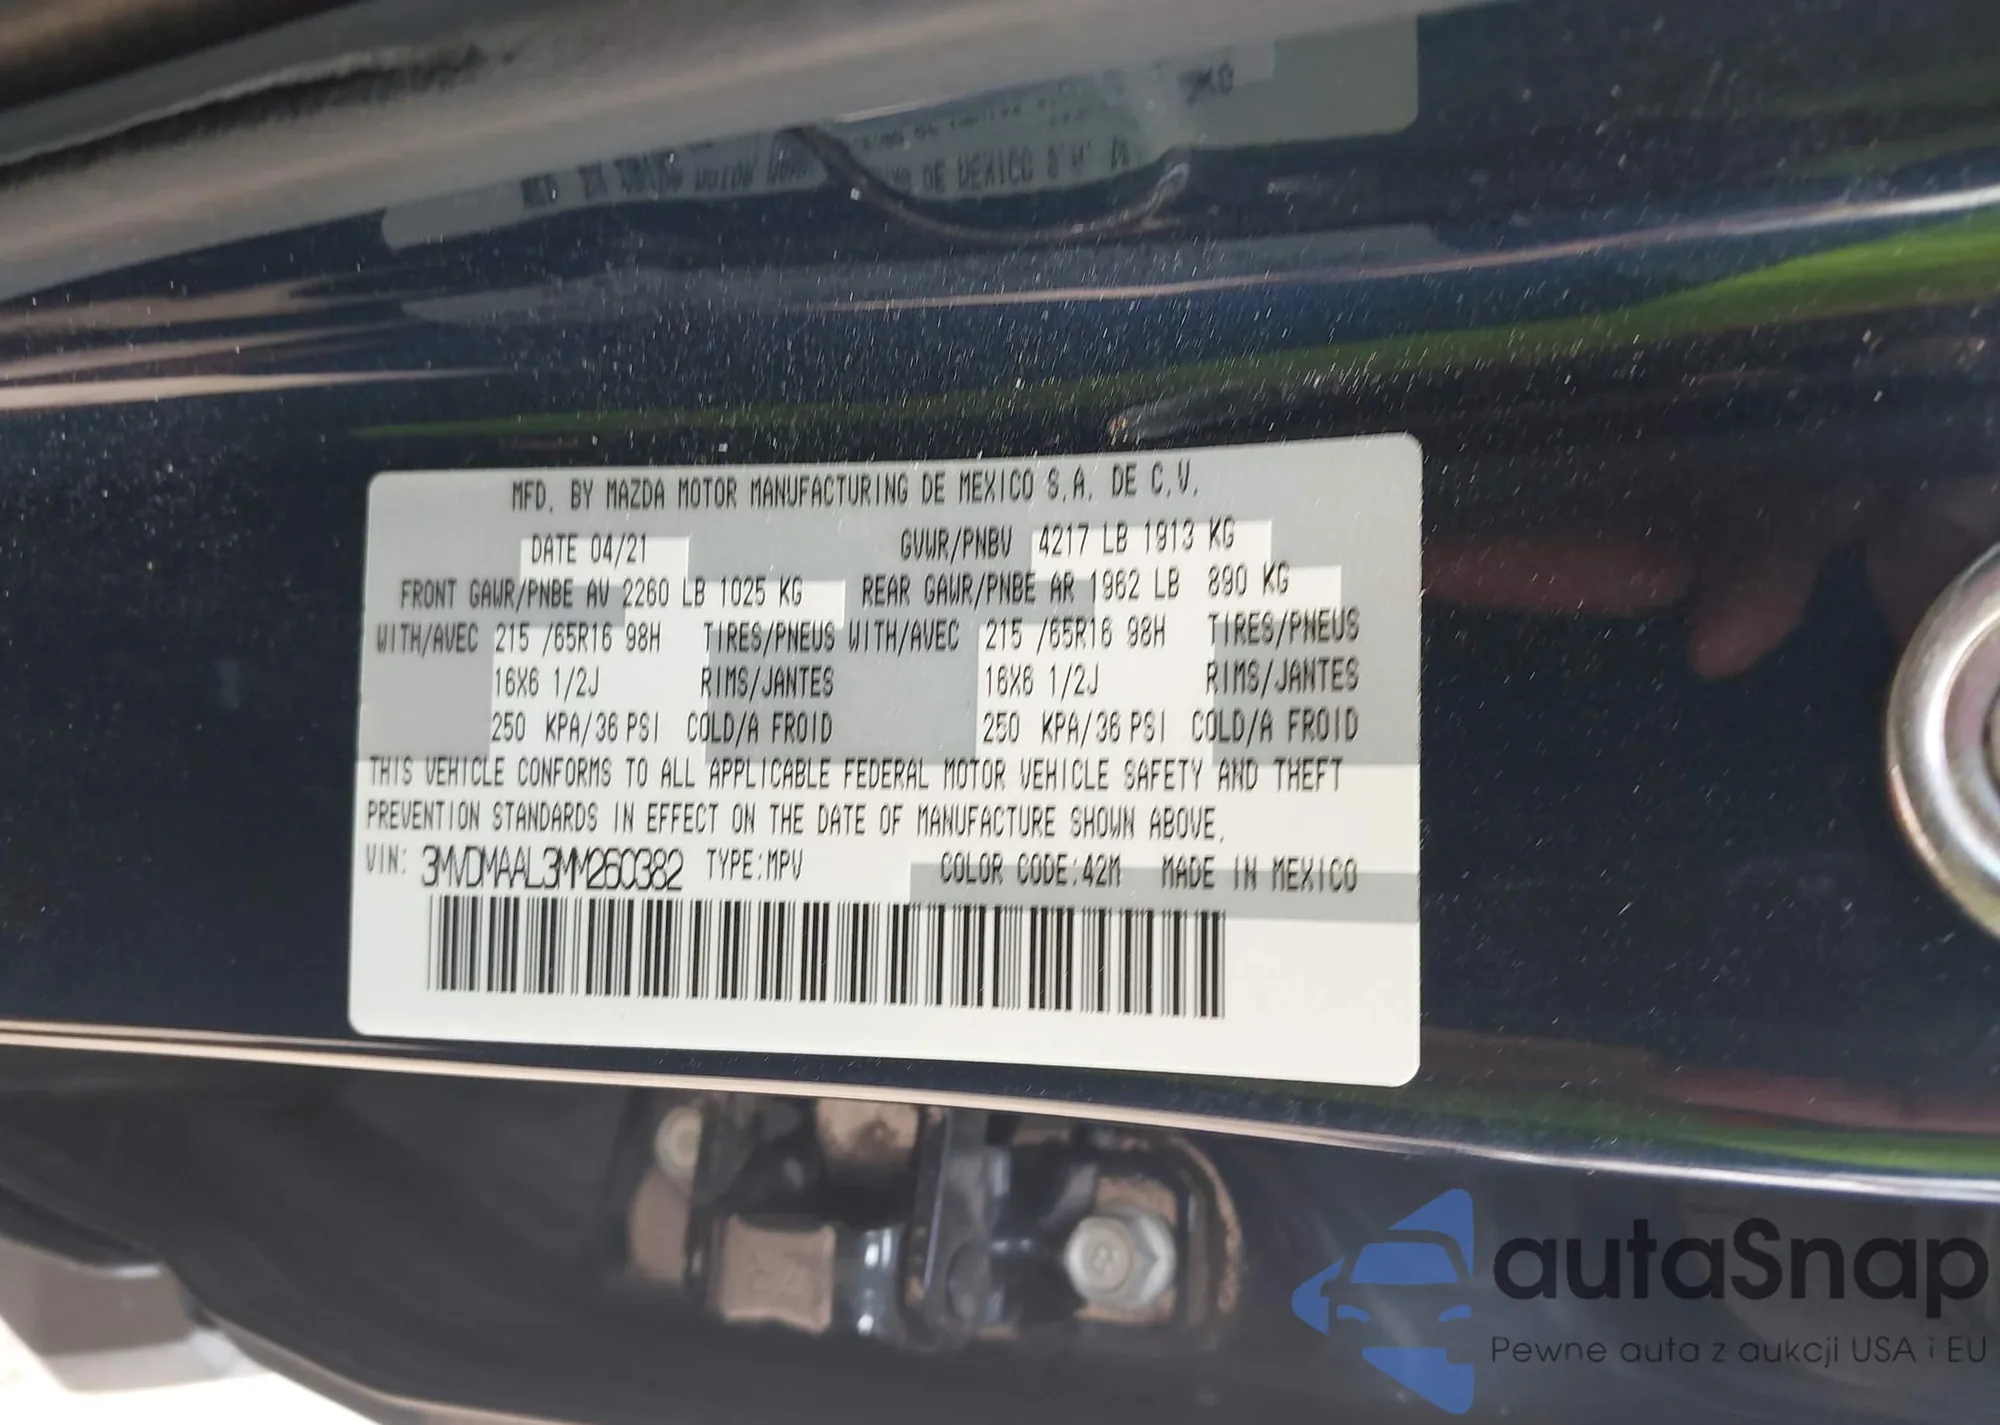 KG
DE MEXICO S.A. DE
MFD. BY MAZDA MOTOR MANUFACTURING DE MEXICO S.A. DE C.V.
DATE 04/21 GVWR/PNBV 4217 LB 1913 KG
FRONT GAWR/PNBE AV 2260 LB 1025 KG REAR GAWR/PNBE AR 1962 LB 890 KG
WITH/AVEC 215 /65R16 98H TIRES/PNEUS WITH/AVEC 215 /65R16 98H TIRES/PNEUS
16X6 1/2J RIMS/JANTES 16X6 1/2J RIMS/JANTES
250 KPA/36 PSI COLD/A FROID 250 KPA/36 PSI COLD/A FROID
THIS VEHICLE CONFORMS TO ALL APPLICABLE FEDERAL MOTOR VEHICLE SAFETY AND THEFT
PREVENTION STANDARDS IN EFFECT ON THE DATE OF MANUFACTURE SHOWN ABOVE.
VIN: 3MVDMAAL3MM260382 TYPE:MPV COLOR CODE:42M MADE IN MEXICO
autaSnap
Pewne auta z aukcji USA i EU